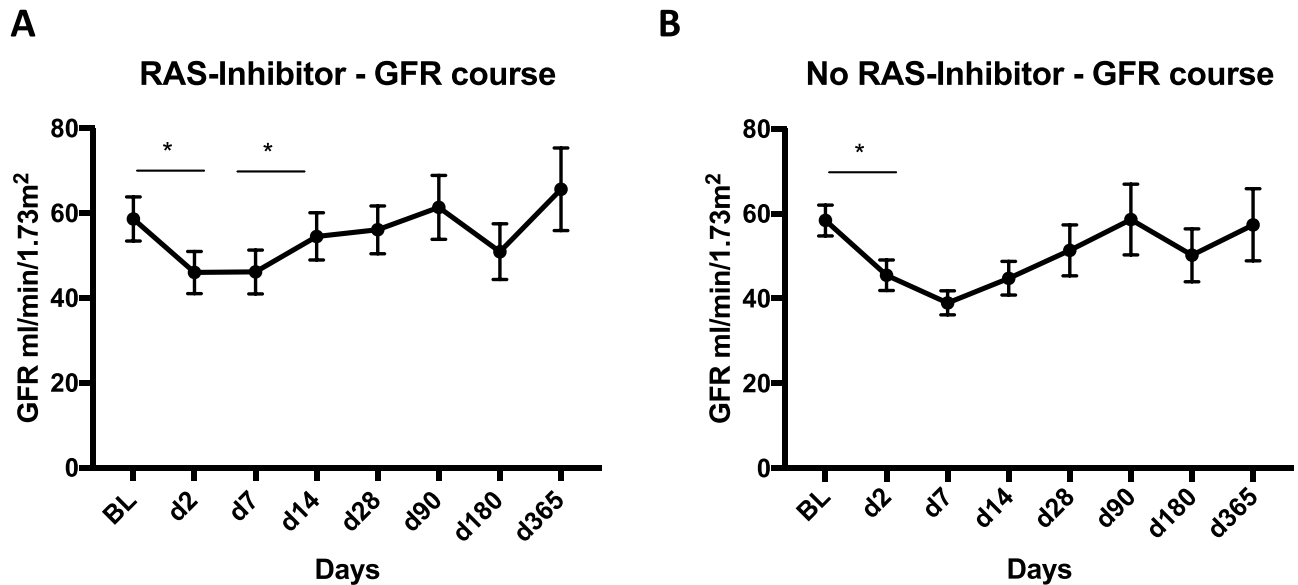 A
RAS-Inhibitor - GFR course
GFR ml/min/1.73m²
80
60
40
20
0
* *
BL d2 d7 d14 d28 d90 d180 d365
Days
B
No RAS-Inhibitor - GFR course
GFR ml/min/1.73m²
80
60
40
20
0
*
BL d2 d7 d14 d28 d90 d180 d365
Days